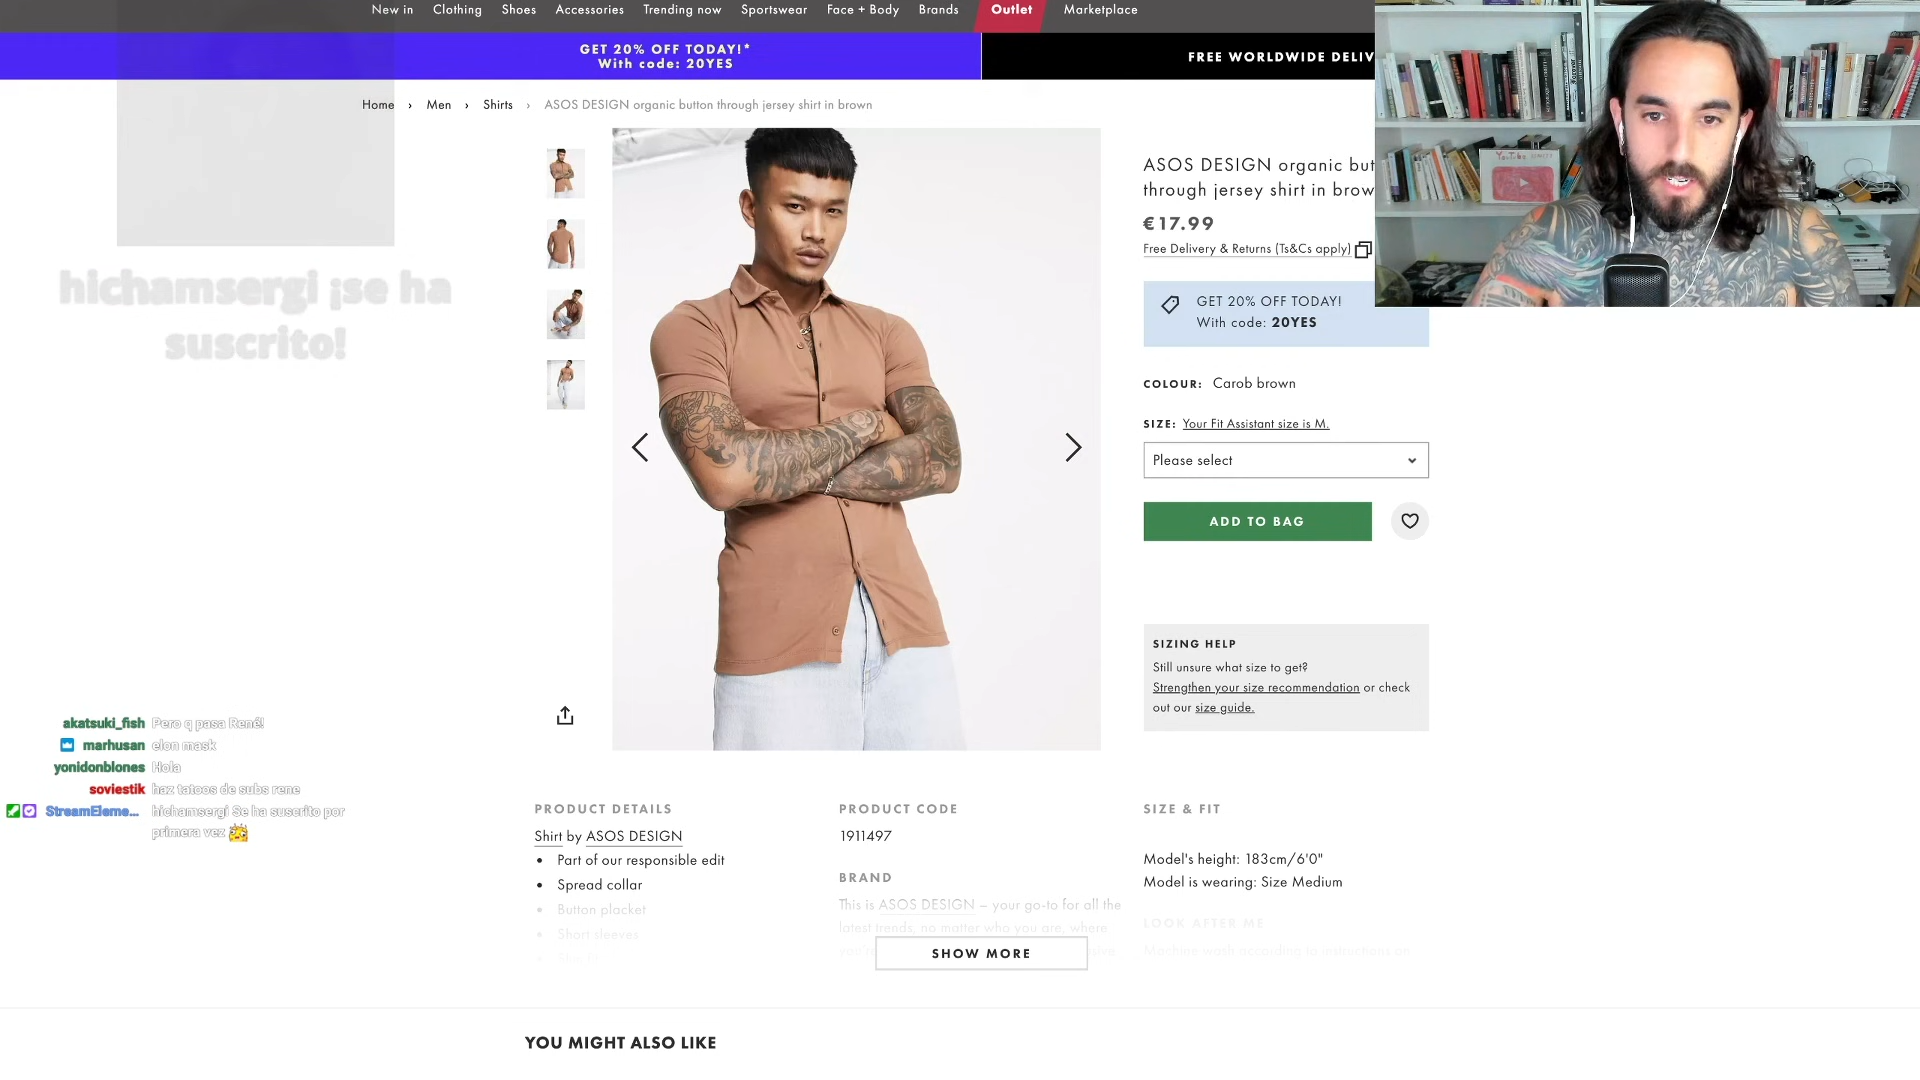 New in Clothing Shoes Accessories Trending now Sportswear Face + Body Brands Outlet Marketplace
GET 20% OFF TODAY!*
With code: 20YES
FREE WORLDWIDE DELIV
Home › Men › Shirts › ASOS DESIGN organic button through jersey shirt in brown
hichamsergi ¡se ha
suscrito!
ASOS DESIGN organic but
through jersey shirt in brow
€17.99
Free Delivery & Returns (Ts&Cs apply)
GET 20% OFF TODAY!
With code: 20YES
COLOUR: Carob brown
SIZE: Your Fit Assistant size is M.
Please select
ADD TO BAG
SIZING HELP
Still unsure what size to get?
Strengthen your size recommendation or check
out our size guide.
akatsuki_fish Pero q pasa René!
marhusan elon mask
yonidonblones Hola
soviestik haz tatoos de subs rene
StreamEleme... hichamsergi Se ha suscrito por
primera vez
PRODUCT DETAILS
Shirt by ASOS DESIGN
• Part of our responsible edit
• Spread collar
• Button placket
• Short sleeves
PRODUCT CODE
1911497
BRAND
This is ASOS DESIGN – your go-to for all the
latest trends, no matter who you are, where
SHOW MORE
SIZE & FIT
Model's height: 183cm/6'0"
Model is wearing: Size Medium
LOOK AFTER ME
Machine wash according to instructions on
YOU MIGHT ALSO LIKE